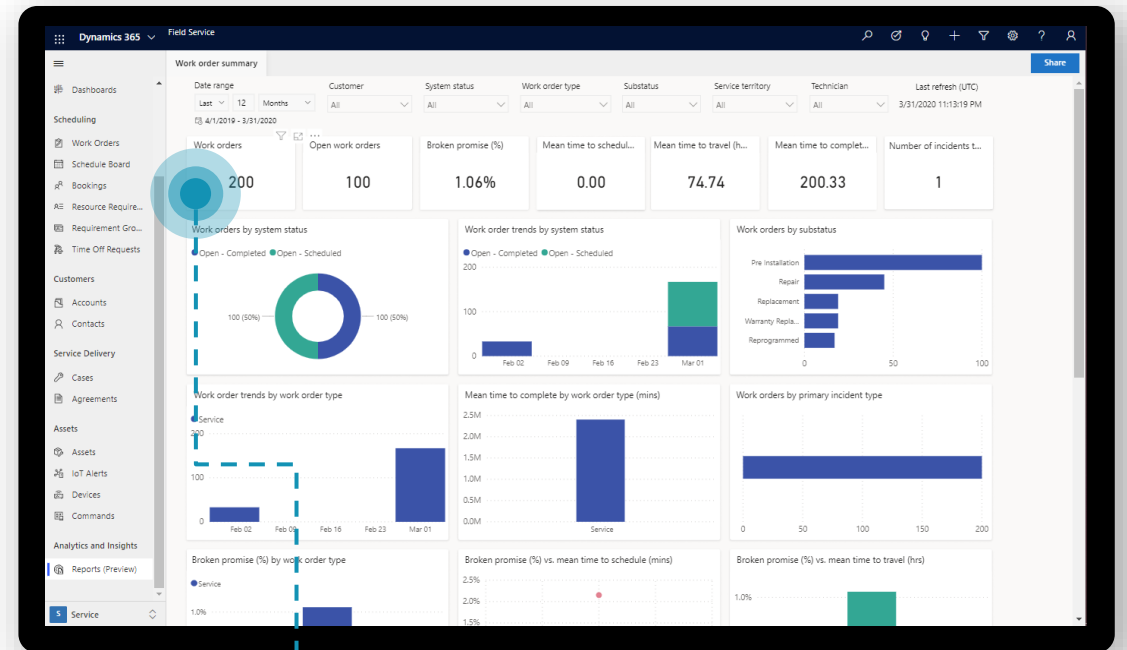 Dynamics 365
Field Service
Work order summary
Share
Dashboards
Scheduling
Work Orders
Schedule Board
Bookings
Resource Require...
Requirement Gro...
Time Off Requests
Customers
Accounts
Contacts
Service Delivery
Cases
Agreements
Assets
Assets
IoT Alerts
Devices
Commands
Analytics and Insights
Reports (Preview)
S Service
Date range
Last 12 Months
4/1/2019 - 3/31/2020
Customer
All
System status
All
Work order type
All
Substatus
All
Service territory
All
Technician
All
Last refresh (UTC)
3/31/2020 11:13:19 PM
Work orders
200
Open work orders
100
Broken promise (%)
1.06%
Mean time to schedul...
0.00
Mean time to travel (h...
74.74
Mean time to complet...
200.33
Number of incidents t...
1
Work orders by system status
Open - Completed Open - Scheduled
100 (50%) 100 (50%)
Work order trends by system status
Open - Completed Open - Scheduled
200
100
0
Feb 02 Feb 09 Feb 16 Feb 23 Mar 01
Work orders by substatus
Pre Installation
Repair
Replacement
Warranty Repla...
Reprogrammed
0 50 100
Work order trends by work order type
Service
200
100
0
Feb 02 Feb 09 Feb 16 Feb 23 Mar 01
Mean time to complete by work order type (mins)
2.5M
2.0M
1.5M
1.0M
0.5M
0.0M
Service
Work orders by primary incident type
0 50 100 150 200
Broken promise (%) by work order type
Service
1.0%
Broken promise (%) vs. mean time to schedule (mins)
2.5%
2.0%
1.5%
Broken promise (%) vs. mean time to travel (hrs)
1.0%